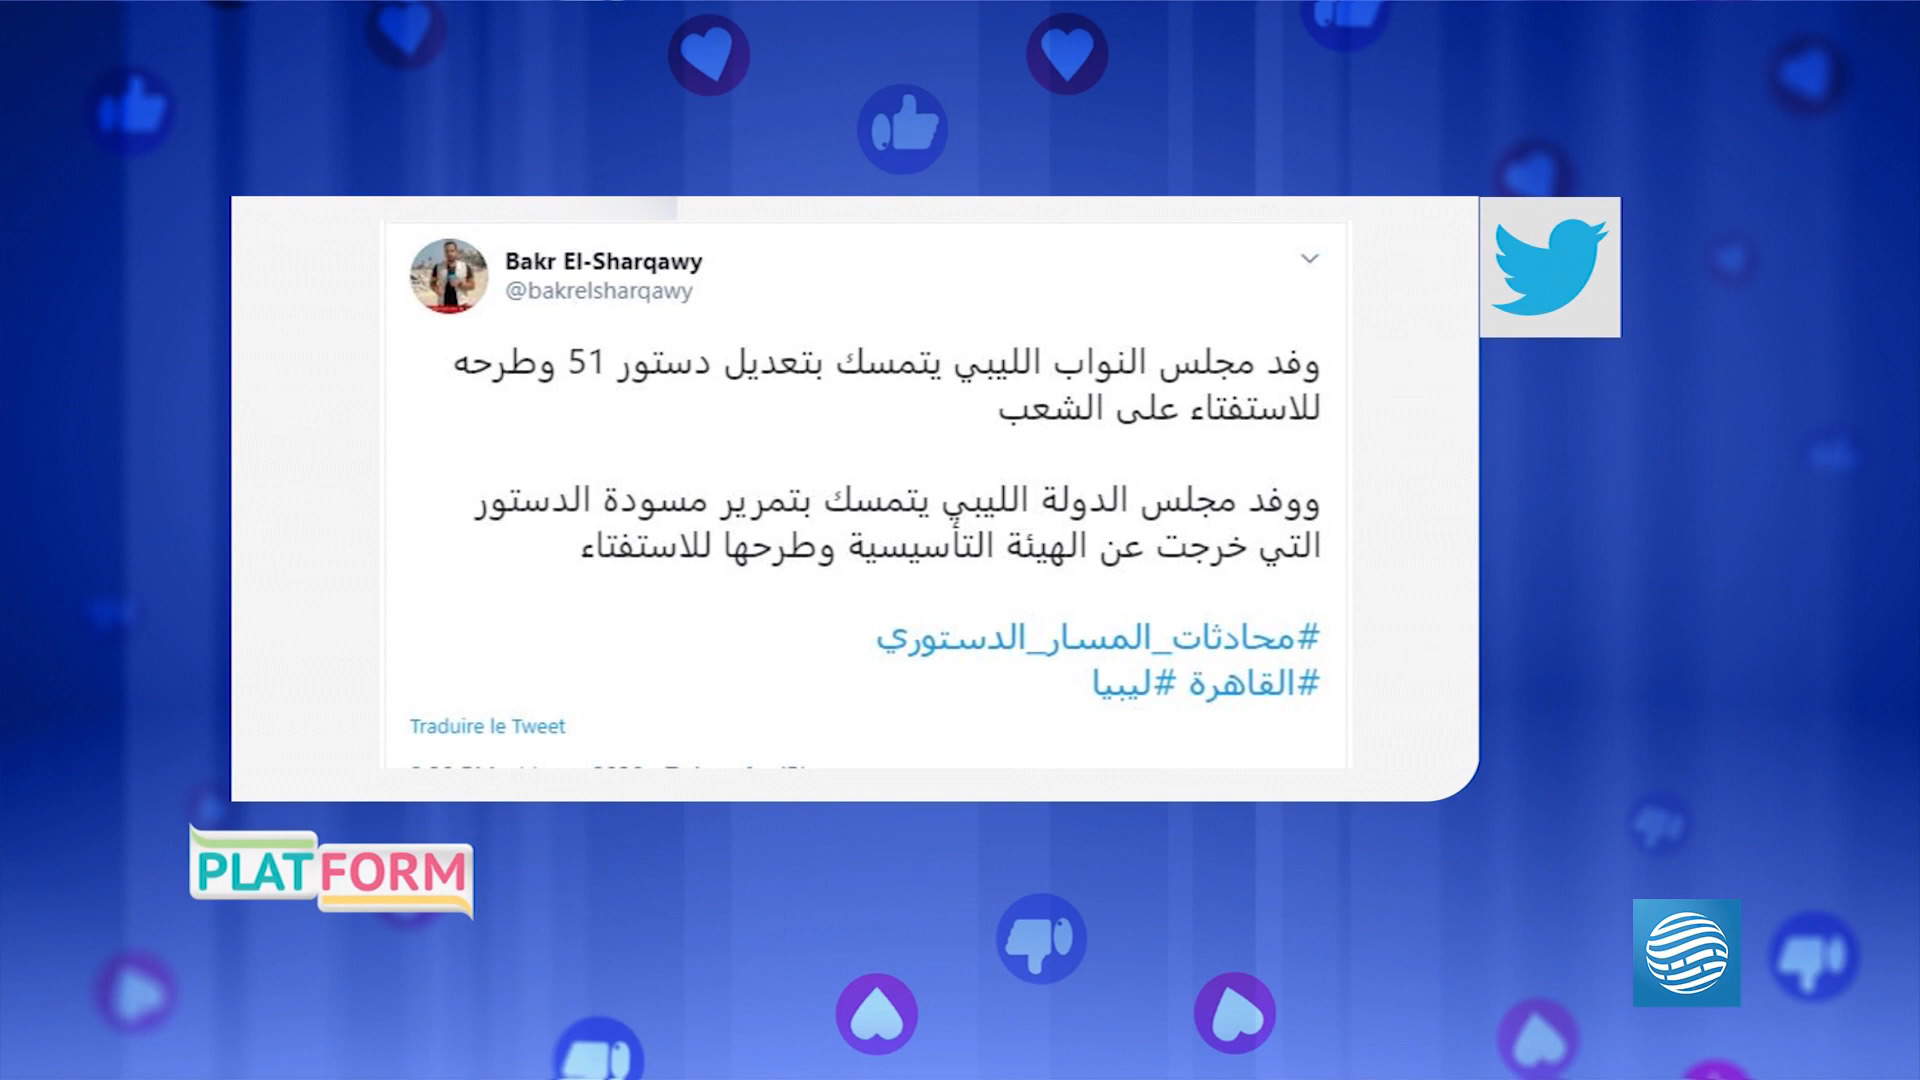 Bakr El-Sharqawy
@bakrelsharqawy
وفد مجلس النواب الليبي يتمسك بتعديل دستور 51 وطرحه
للاستفتاء على الشعب
ووفد مجلس الدولة الليبي يتمسك بتمرير مسودة الدستور
التي خرجت عن الهيئة التأسيسية وطرحها للاستفتاء
#محادثات_المسار_الدستوري
#القاهرة #ليبيا
Traduire le Tweet
PLATFORM